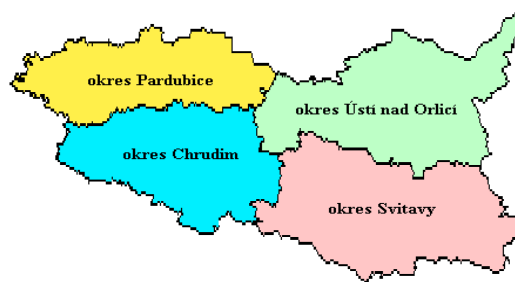 okres Pardubice
okres Ústí nad Orlicí
okres Chrudim
okres Svitavy